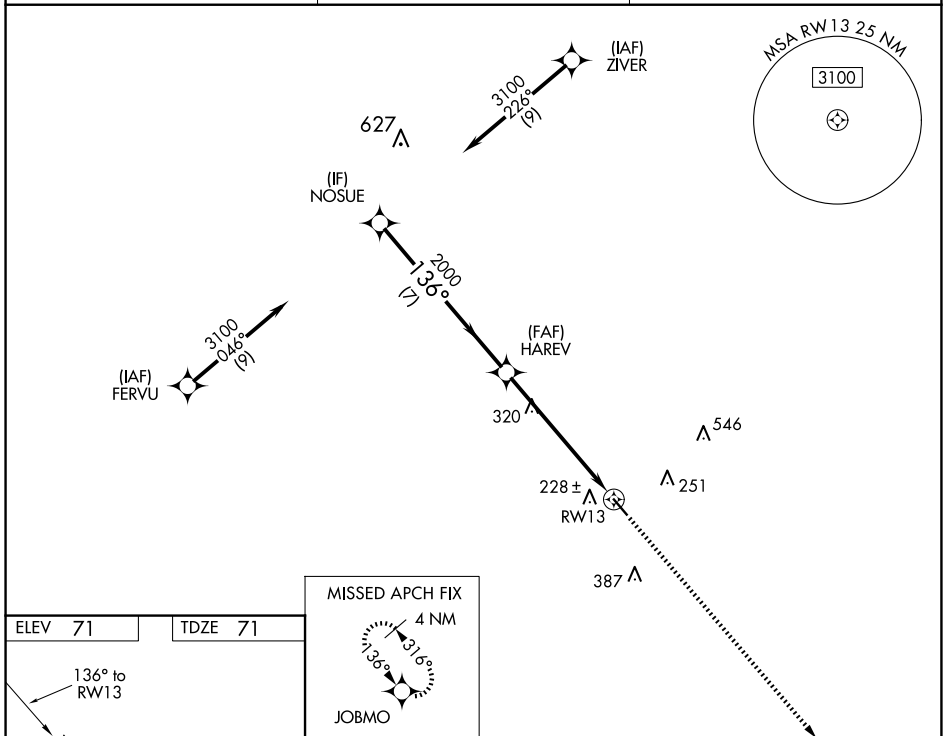 MSA RW13 25 NM
3100
(IAF)
ZIVER
3100
226°
(9)
627
(IF)
NOSUE
2000
136°
(7)
(FAF)
HAREV
3100
046°
(9)
(IAF)
FERVU
320
546
251
228±
RW13
387
MISSED APCH FIX
4 NM
316°
136°
JOBMO
ELEV 71
TDZE 71
136° to
RW13